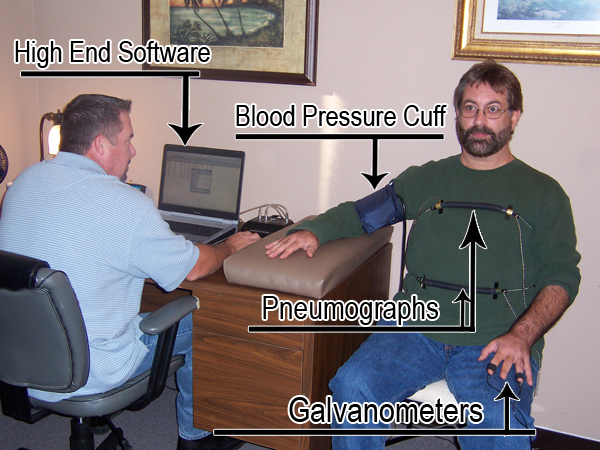 High End Software
Blood Pressure Cuff
Pneumographs
Galvanometers